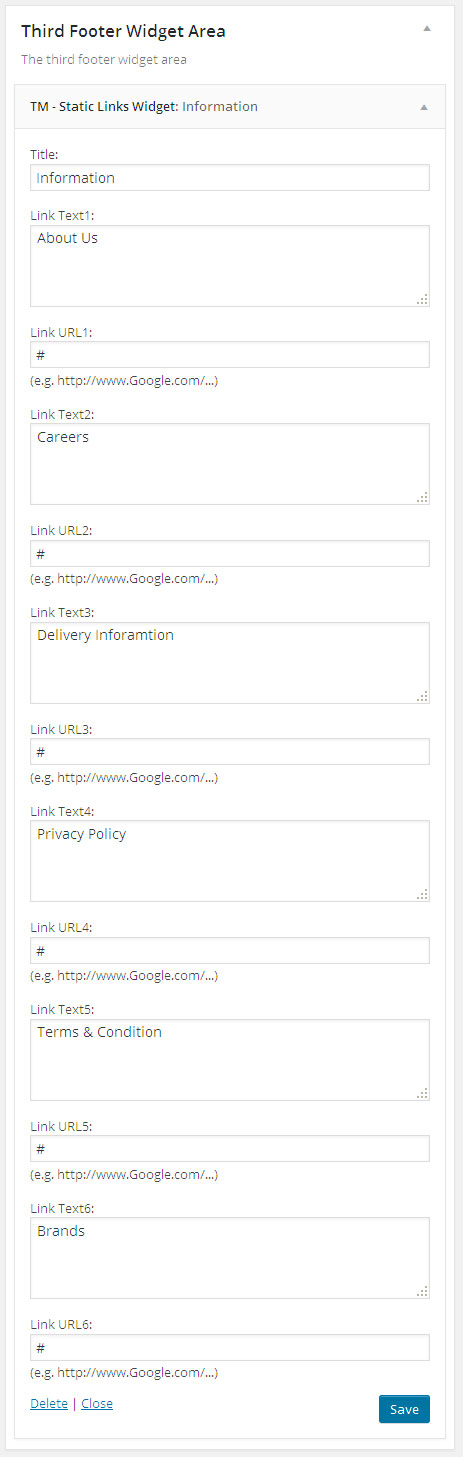 Third Footer Widget Area
The third footer widget area
TM - Static Links Widget: Information
Title:
Information
Link Text1:
About Us
Link URL1:
#
(e.g. http://www.Google.com/...)
Link Text2:
Careers
Link URL2:
#
(e.g. http://www.Google.com/...)
Link Text3:
Delivery Inforamtion
Link URL3:
#
(e.g. http://www.Google.com/...)
Link Text4:
Privacy Policy
Link URL4:
#
(e.g. http://www.Google.com/...)
Link Text5:
Terms & Condition
Link URL5:
#
(e.g. http://www.Google.com/...)
Link Text6:
Brands
Link URL6:
#
(e.g. http://www.Google.com/...)
Delete | Close Save